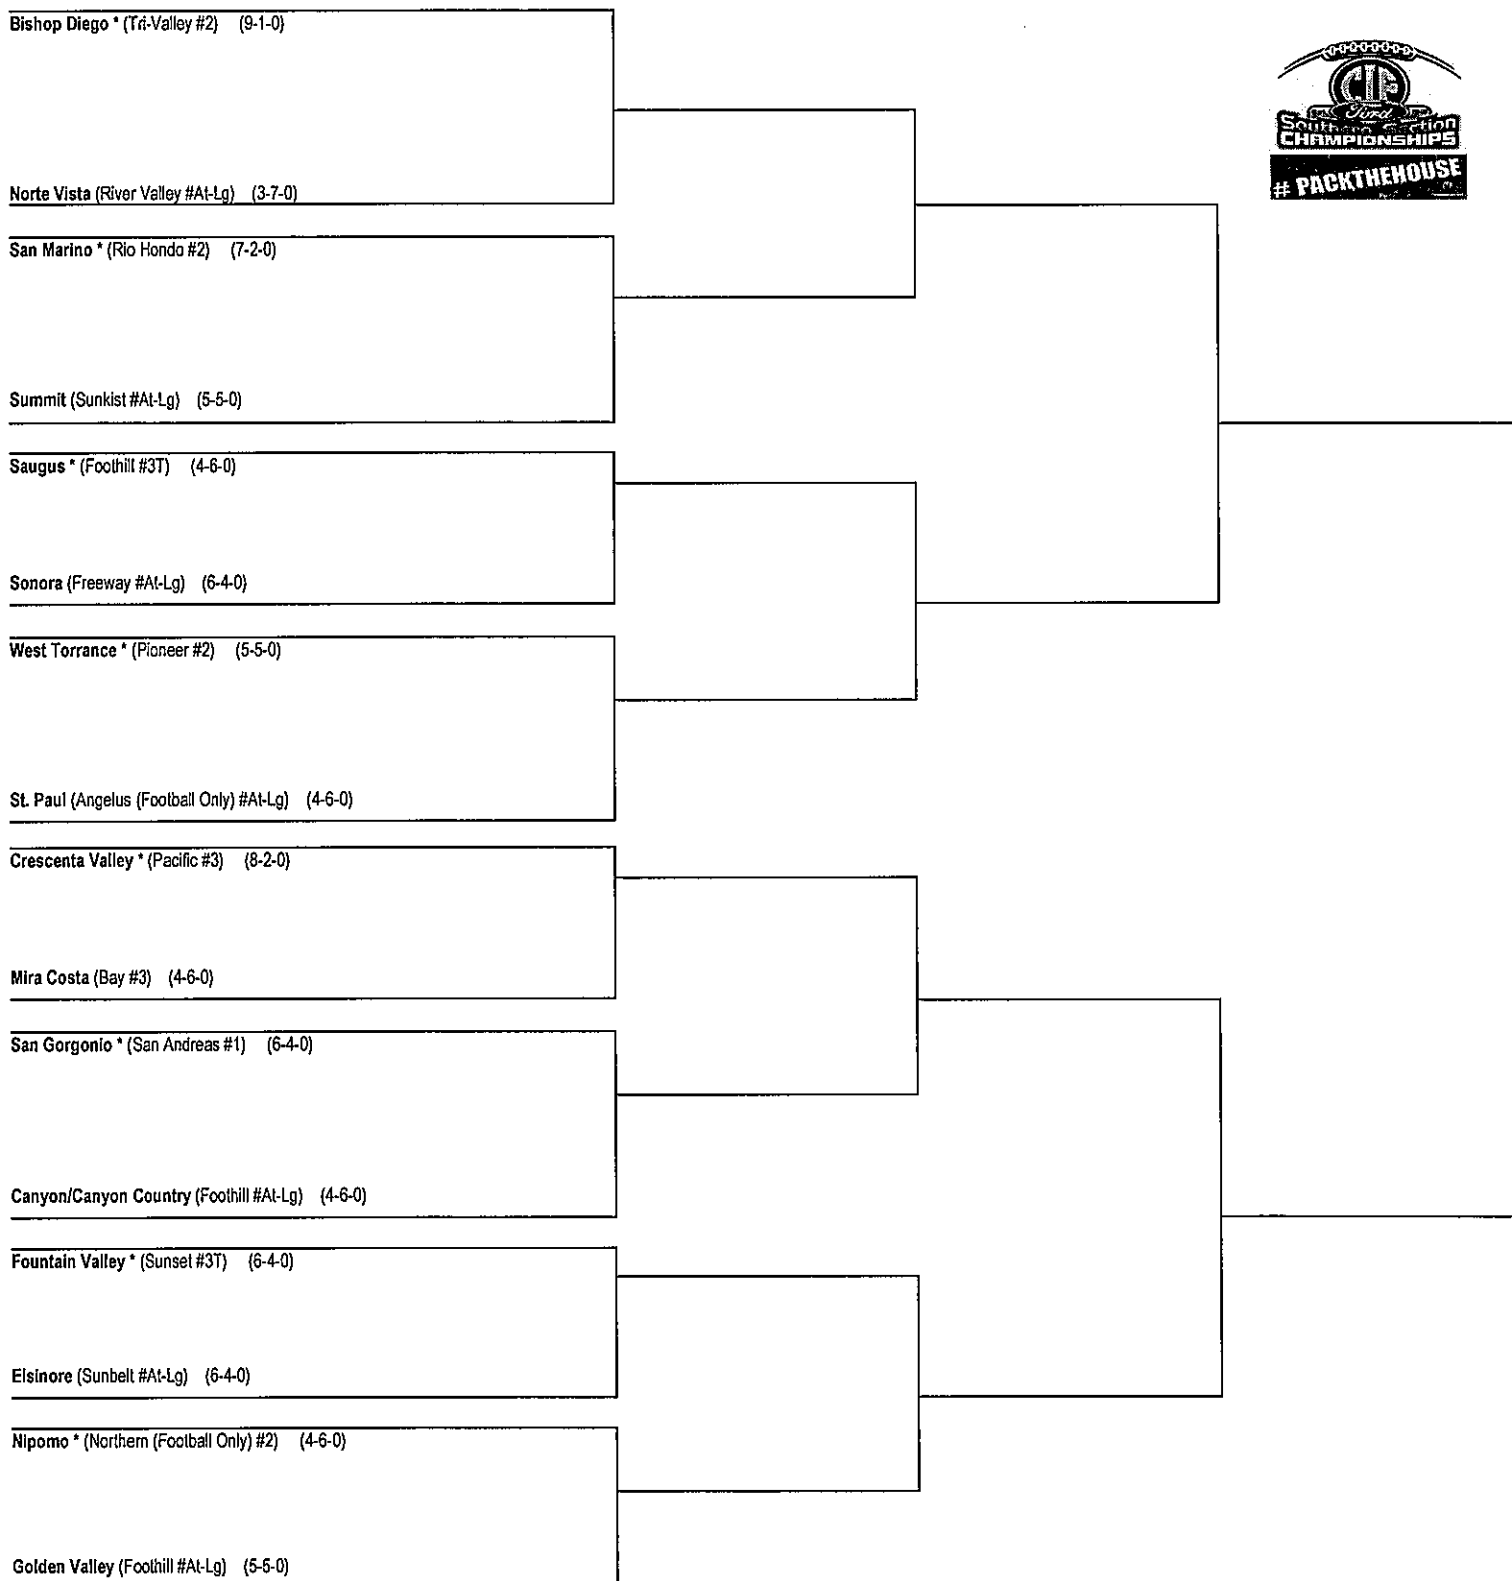 Bishop Diego * (Tri-Valley #2) (9-1-0)
CIF
Ford
Southern Section
CHAMPIONSHIPS
# PACKTHEHOUSE
Norte Vista (River Valley #At-Lg) (3-7-0)
San Marino * (Rio Hondo #2) (7-2-0)
Summit (Sunkist #At-Lg) (5-5-0)
Saugus * (Foothill #3T) (4-6-0)
Sonora (Freeway #At-Lg) (6-4-0)
West Torrance * (Pioneer #2) (5-5-0)
St. Paul (Angelus (Football Only) #At-Lg) (4-6-0)
Crescenta Valley * (Pacific #3) (8-2-0)
Mira Costa (Bay #3) (4-6-0)
San Gorgonio * (San Andreas #1) (6-4-0)
Canyon/Canyon Country (Foothill #At-Lg) (4-6-0)
Fountain Valley * (Sunset #3T) (6-4-0)
Elsinore (Sunbelt #At-Lg) (6-4-0)
Nipomo * (Northern (Football Only) #2) (4-6-0)
Golden Valley (Foothill #At-Lg) (5-5-0)